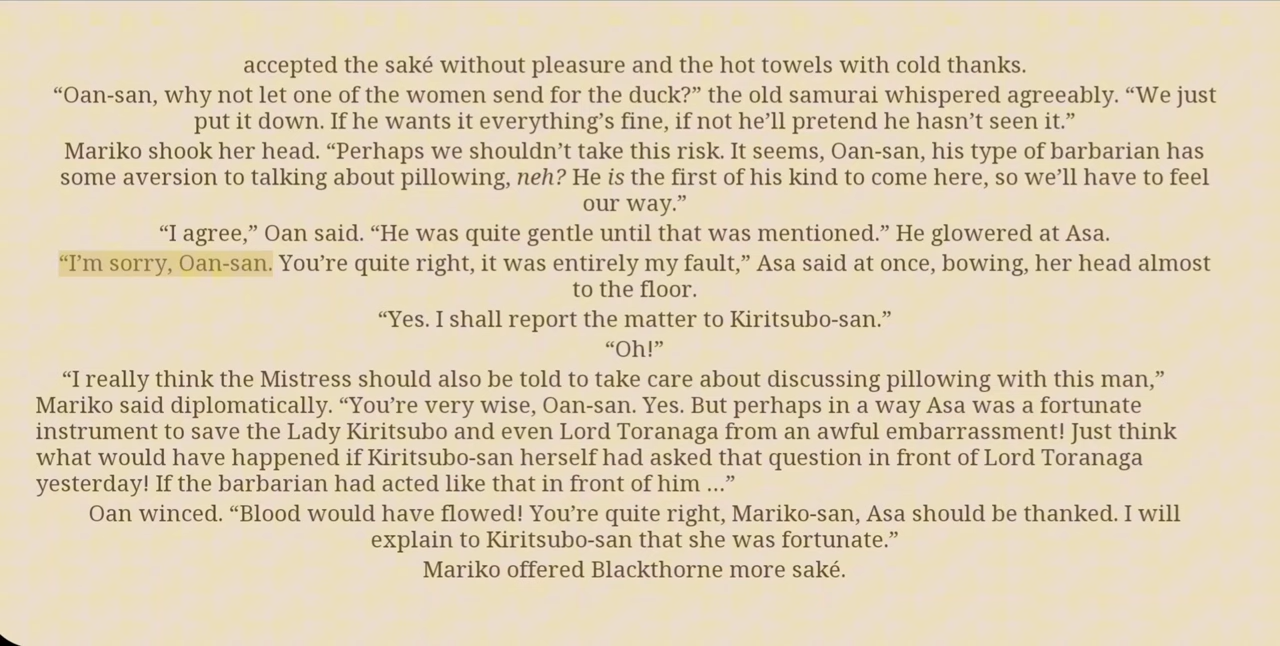 accepted the saké without pleasure and the hot towels with cold thanks.
“Oan-san, why not let one of the women send for the duck?” the old samurai whispered agreeably. “We just
put it down. If he wants it everything’s fine, if not he’ll pretend he hasn’t seen it.”
Mariko shook her head. “Perhaps we shouldn’t take this risk. It seems, Oan-san, his type of barbarian has
some aversion to talking about pillowing, neh? He is the first of his kind to come here, so we’ll have to feel
our way.”
“I agree,” Oan said. “He was quite gentle until that was mentioned.” He glowered at Asa.
“I’m sorry, Oan-san. You’re quite right, it was entirely my fault,” Asa said at once, bowing, her head almost
to the floor.
“Yes. I shall report the matter to Kiritsubo-san.”
“Oh!”
“I really think the Mistress should also be told to take care about discussing pillowing with this man,”
Mariko said diplomatically. “You’re very wise, Oan-san. Yes. But perhaps in a way Asa was a fortunate
instrument to save the Lady Kiritsubo and even Lord Toranaga from an awful embarrassment! Just think
what would have happened if Kiritsubo-san herself had asked that question in front of Lord Toranaga
yesterday! If the barbarian had acted like that in front of him ...”
Oan winced. “Blood would have flowed! You’re quite right, Mariko-san, Asa should be thanked. I will
explain to Kiritsubo-san that she was fortunate.”
Mariko offered Blackthorne more saké.